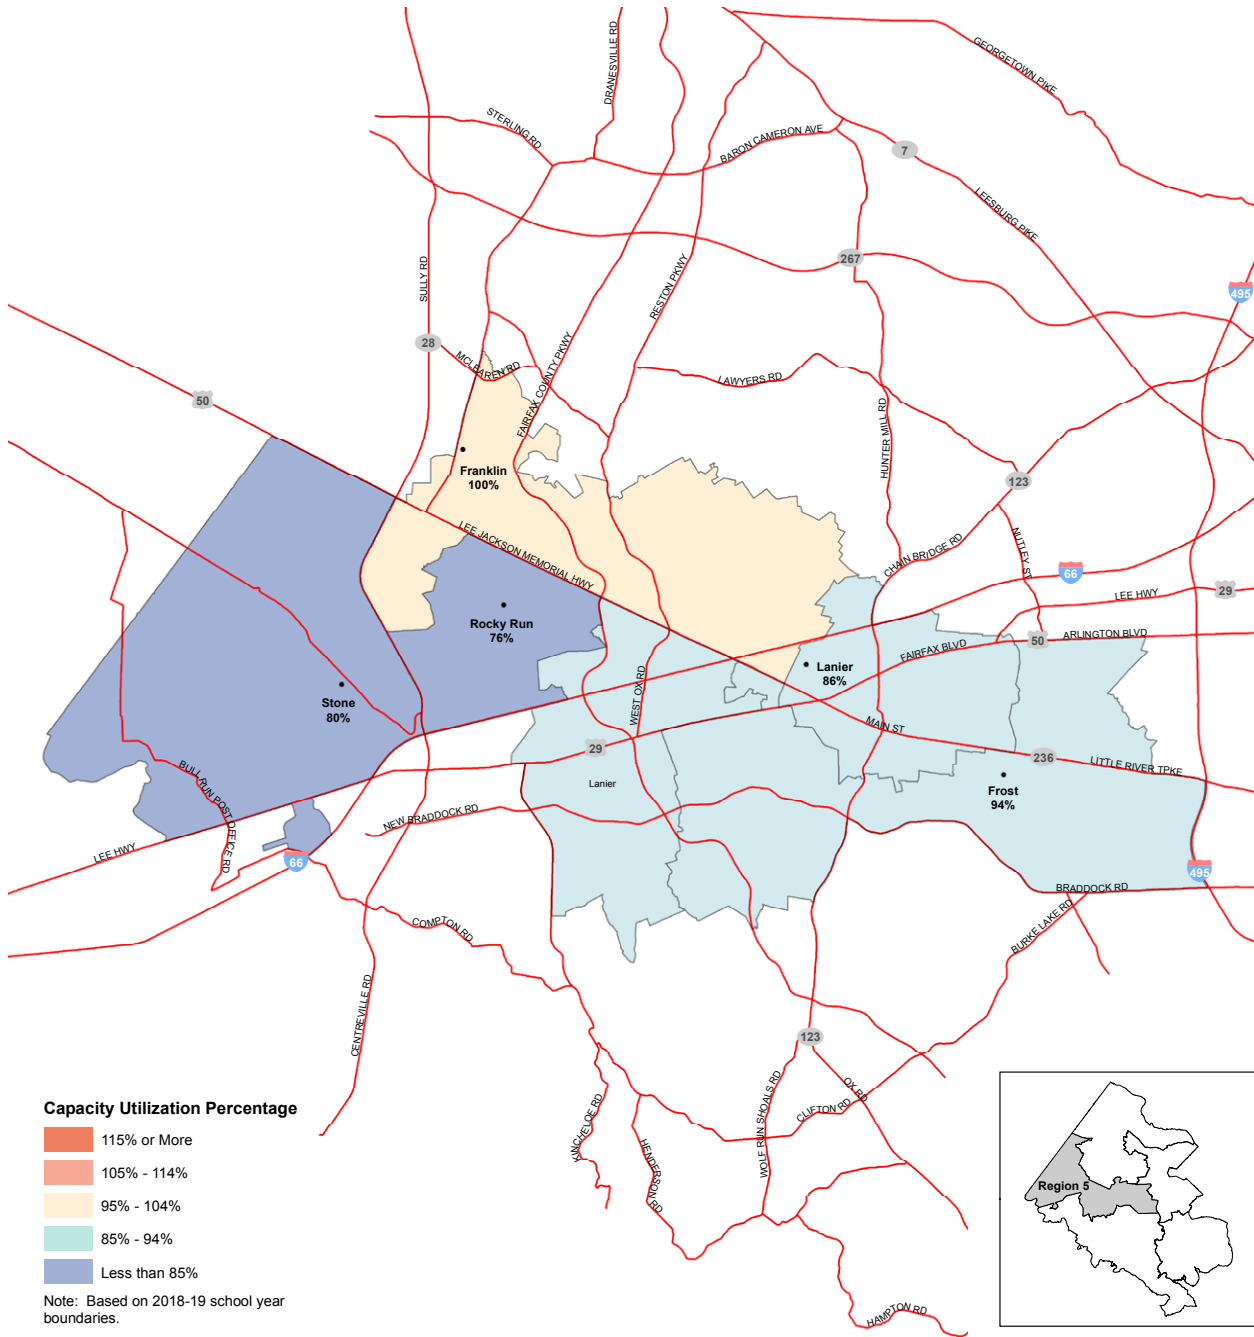 GEORGETOWN PIKE
DRANESVILLE RD
STERLING RD
BARON CAMERON AVE
7
LEESBURG PIKE
267
SULLY RD
RESTON PKWY
495
28
MCLEAREN RD
FAIRFAX COUNTY PKWY
LAWYERS RD
50
HUNTER MILL RD
Franklin
100%
123
LEE JACKSON MEMORIAL HWY
CHAIN BRIDGE RD
NUTLEY ST
66
LEE HWY
29
Rocky Run
76%
50
ARLINGTON BLVD
FAIRFAX BLVD
Lanier
86%
WEST OX RD
Stone
80%
MAIN ST
29
236
LITTLE RIVER TPKE
BULL RUN POST OFFICE RD
Lanier
Frost
94%
NEW BRADDOCK RD
LEE HWY
66
495
BRADDOCK RD
COMPTON RD
BURKE LAKE RD
CENTREVILLE RD
123
OX RD
CLIFTON RD
WOLF RUN SHOALS RD
KINCHELOE RD
HENDERSON RD
HAMPTON RD
Capacity Utilization Percentage
115% or More
105% - 114%
95% - 104%
85% - 94%
Less than 85%
Note:  Based on 2018-19 school year
boundaries.
Region 5